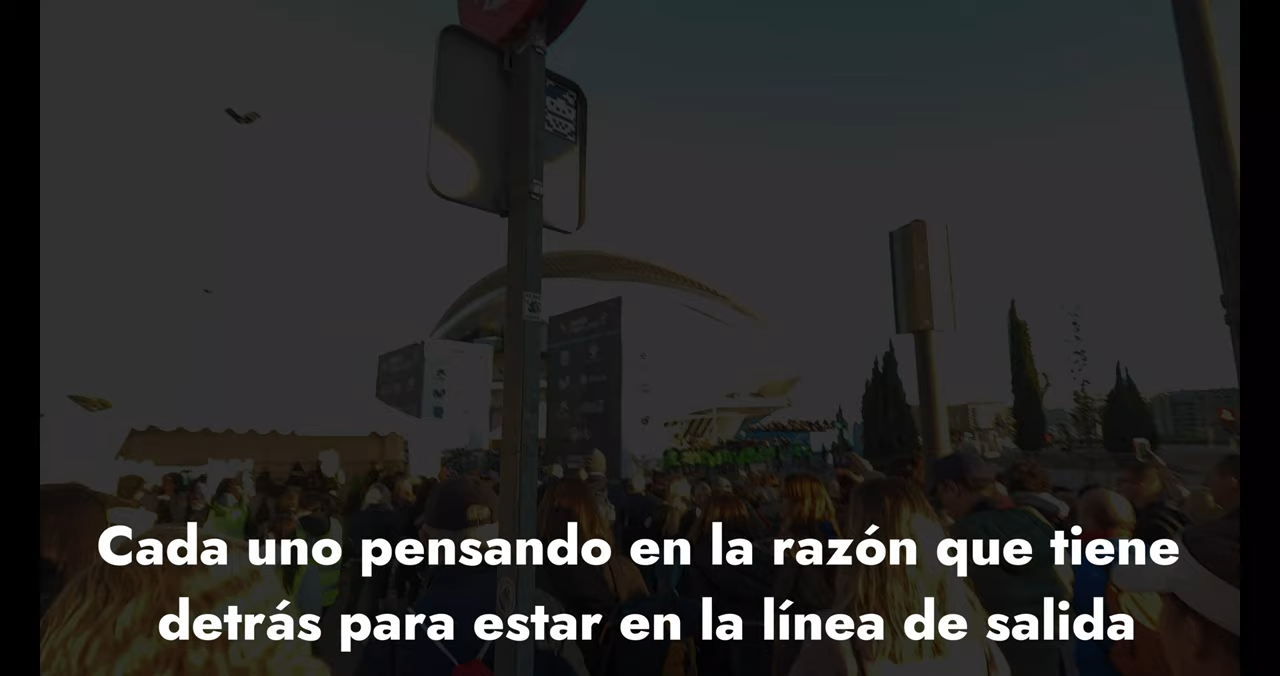 Cada uno pensando en la razón que tiene
detrás para estar en la línea de salida